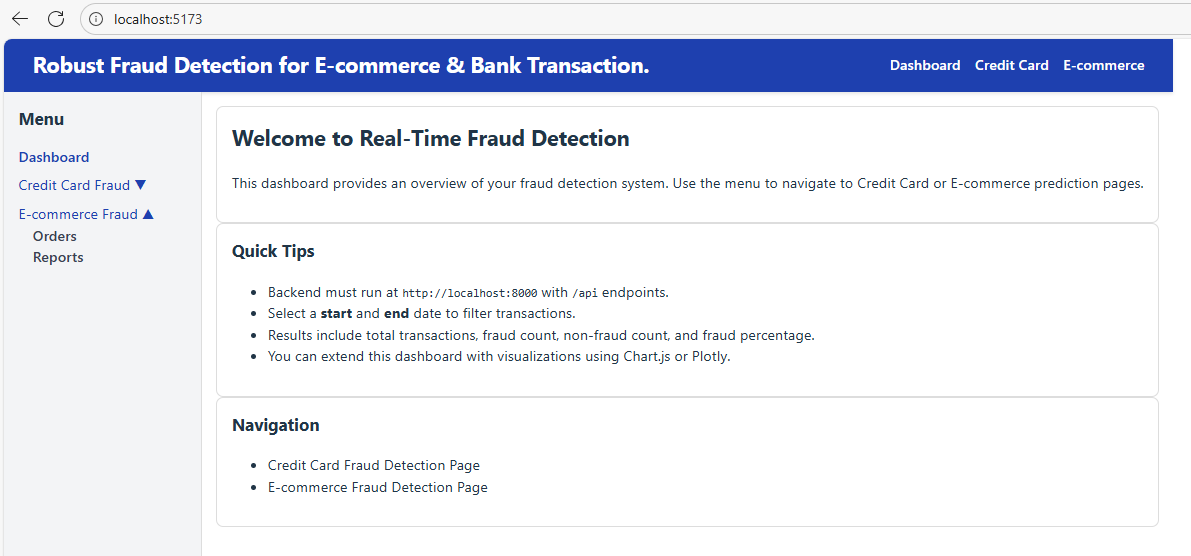 localhost:5173
Robust Fraud Detection for E-commerce & Bank Transaction.
Dashboard Credit Card E-commerce
Menu
Dashboard
Credit Card Fraud ▼
E-commerce Fraud ▲
Orders
Reports
Welcome to Real-Time Fraud Detection
This dashboard provides an overview of your fraud detection system. Use the menu to navigate to Credit Card or E-commerce prediction pages.
Quick Tips
• Backend must run at http://localhost:8000 with /api endpoints.
• Select a start and end date to filter transactions.
• Results include total transactions, fraud count, non-fraud count, and fraud percentage.
• You can extend this dashboard with visualizations using Chart.js or Plotly.
Navigation
• Credit Card Fraud Detection Page
• E-commerce Fraud Detection Page